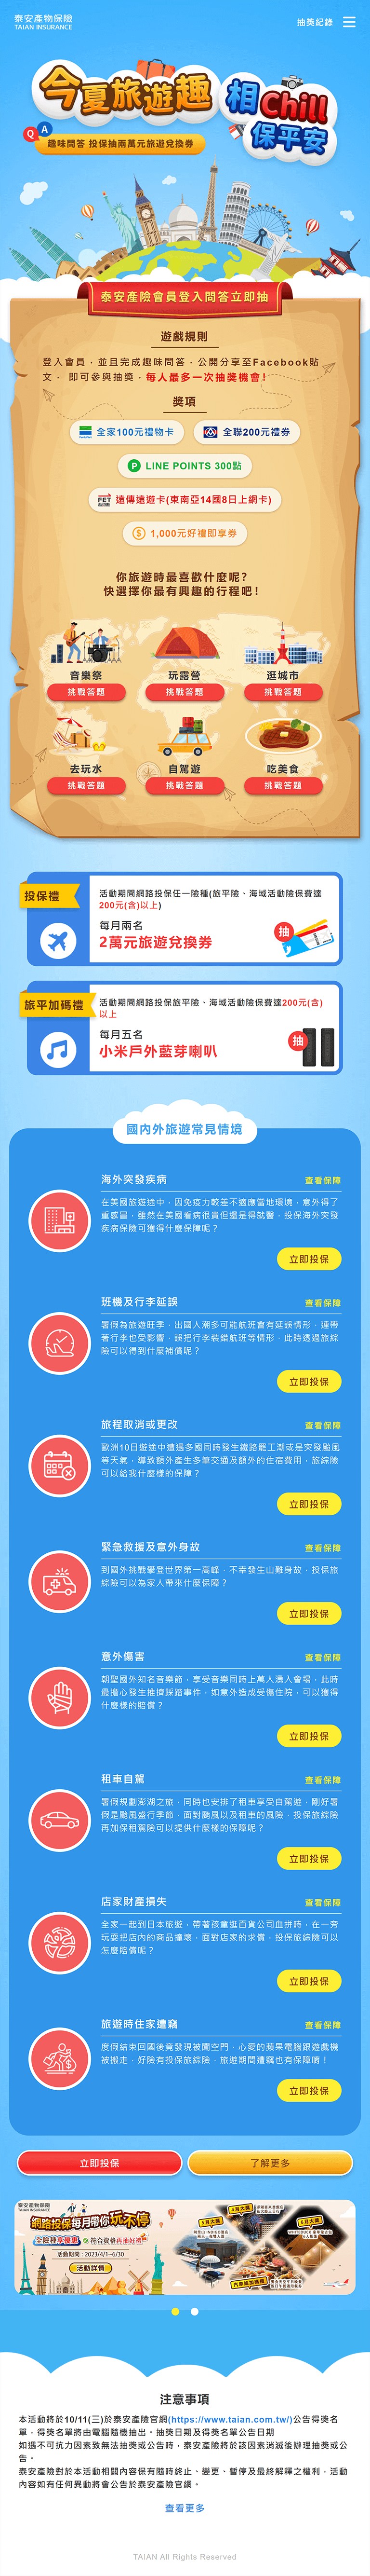 泰安產物保險
TAIAN INSURANCE
抽獎紀錄
今夏旅遊趣
相Chill
保平安
Q A
趣味問答 投保抽兩萬元旅遊兌換券
泰安產險會員登入問答立即抽
遊戲規則
登入會員，並且完成趣味問答，公開分享至Facebook貼
文， 即可參與抽獎，每人最多一次抽獎機會！
獎項
全家100元禮物卡
全聯200元禮券
LINE POINTS 300點
FET 遠傳電信
遠傳遠遊卡(東南亞14國8日上網卡)
1,000元好禮即享券
你旅遊時最喜歡什麼呢?
快選擇你最有興趣的行程吧！
音樂祭
玩露營
逛城市
挑戰答題
挑戰答題
挑戰答題
去玩水
自駕遊
吃美食
挑戰答題
挑戰答題
挑戰答題
投保禮
活動期間網路投保任一險種(旅平險、海域活動險保費達
200元(含)以上)
每月兩名
2萬元旅遊兌換券
抽
旅平加碼禮
活動期間網路投保旅平險、海域活動險保費達200元(含)
以上
每月五名
小米戶外藍芽喇叭
抽
國內外旅遊常見情境
海外突發疾病
查看保障
在美國旅遊途中，因免疫力較差不適應當地環境，意外得了
重感冒，雖然在美國看病很貴但還是得就醫，投保海外突發
疾病保險可獲得什麼保障呢？
立即投保
班機及行李延誤
查看保障
暑假為旅遊旺季，出國人潮多可能航班會有延誤情形，連帶
著行李也受影響，誤把行李裝錯航班等情形，此時透過旅綜
險可以得到什麼補償呢？
立即投保
旅程取消或更改
查看保障
歐洲10日遊途中遭遇多國同時發生鐵路罷工潮或是突發颱風
等天氣，導致額外產生多筆交通及額外的住宿費用，旅綜險
可以給我什麼樣的保障？
立即投保
緊急救援及意外身故
查看保障
到國外挑戰攀登世界第一高峰，不幸發生山難身故，投保旅
綜險可以為家人帶來什麼保障？
立即投保
意外傷害
查看保障
朝聖國外知名音樂節，享受音樂同時上萬人湧入會場，此時
最擔心發生推擠踩踏事件，如意外造成受傷住院，可以獲得
什麼樣的賠償？
立即投保
租車自駕
查看保障
暑假規劃澎湖之旅，同時也安排了租車享受自駕遊，剛好暑
假是颱風盛行季節，面對颱風以及租車的風險，投保旅綜險
再加保租駕險可以提供什麼樣的保障呢？
立即投保
店家財產損失
查看保障
全家一起到日本旅遊，帶著孩童逛百貨公司血拼時，在一旁
玩耍把店內的商品撞壞，面對店家的求償，投保旅綜險可以
怎麼賠償呢？
立即投保
旅遊時住家遭竊
查看保障
度假結束回國後竟發現被闖空門，心愛的蘋果電腦跟遊戲機
被搬走，好險有投保旅綜險，旅遊期間遭竊也有保障唷！
立即投保
立即投保
了解更多
泰安產物保險
TAIAN INSURANCE
網路投保每月帶你玩不停
全險種享優惠
符合資格再抽好禮
活動期間：2023/4/1~6/30
活動詳情
4月大獎
5月大獎
6月大獎
注意事項
本活動將於10/11(三)於泰安產險官網(https://www.taian.com.tw/)公告得獎名
單，得獎名單將由電腦隨機抽出。抽獎日期及得獎名單公告日期
如遇不可抗力因素致無法抽獎或公告時，泰安產險將於該因素消滅後辦理抽獎或公
告。
泰安產險對於本活動相關內容保有隨時終止、變更、暫停及最終解釋之權利，活動
內容如有任何異動將會公告於泰安產險官網。
查看更多
TAIAN All Rights Reserved